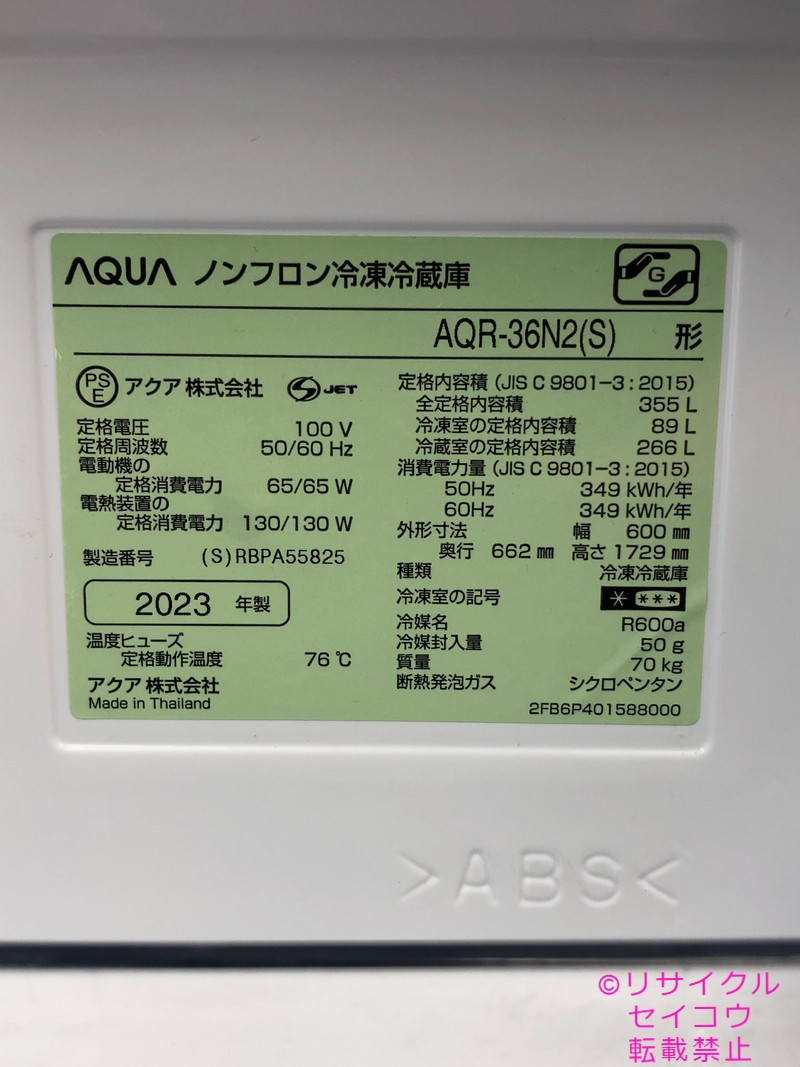 AQUA ノンフロン冷凍冷蔵庫
G
AQR-36N2(S) 形
PS E アクア 株式会社 S JET
定格電圧 100 V
定格周波数 50/60 Hz
電動機の
定格消費電力 65/65 W
電熱装置の
定格消費電力 130/130 W
製造番号 (S)RBPA55825
2023 年製
温度ヒューズ
定格動作温度 76 ℃
アクア 株式会社
Made in Thailand
定格内容積 (JIS C 9801-3 : 2015)
全定格内容積 355 L
冷凍室の定格内容積 89 L
冷蔵室の定格内容積 266 L
消費電力量 (JIS C 9801-3 : 2015)
50Hz 349 kWh/年
60Hz 349 kWh/年
外形寸法 幅 600 ㎜
奥行 662 ㎜ 高さ 1729 ㎜
種類 冷凍冷蔵庫
冷凍室の記号 * ***
冷媒名 R600a
冷媒封入量 50 g
質量 70 kg
断熱発泡ガス シクロペンタン
2FB6P401588000
>ABS<
©リサイクル
セイコウ
転載禁止